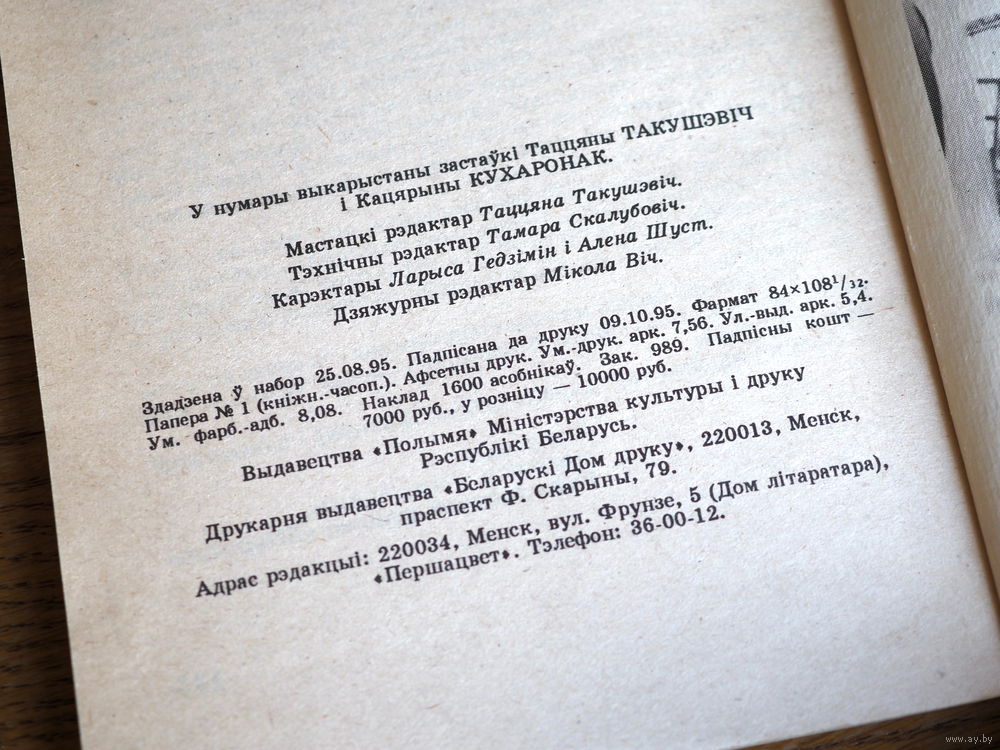 У нумары выкарыстаны застаўкі Таццяны ТАКУШЭВІЧ
і Кацярыны КУХАРОНАК.
Мастацкі рэдактар Таццяна Такушэвіч.
Тэхнічны рэдактар Тамара Скалубовіч.
Карэктары Ларыса Гедзімін і Алена Шуст.
Дзяжурны рэдактар Мікола Віч.
Здадзена ў набор 25.08.95. Падпісана да друку 09.10.95. Фармат 84×108¹/₃₂.
Папера № 1 (кніжн.-часоп.). Афсетны друк. Ум.-друк. арк. 7,56. Ул.-выд. арк. 5,4.
Ум. фарб.-адб. 8,08. Наклад 1600 асобнікаў. Зак. 989. Падпісны кошт —
7000 руб., у розніцу — 10000 руб.
Выдавецтва «Полымя» Міністэрства культуры і друку
Рэспублікі Беларусь.
Друкарня выдавецтва «Беларускі Дом друку», 220013, Менск,
праспект Ф. Скарыны, 79.
Адрас рэдакцыі: 220034, Менск, вул. Фрунзе, 5 (Дом літаратара),
«Першацвет». Тэлефон: 36-00-12.
www.ay.by